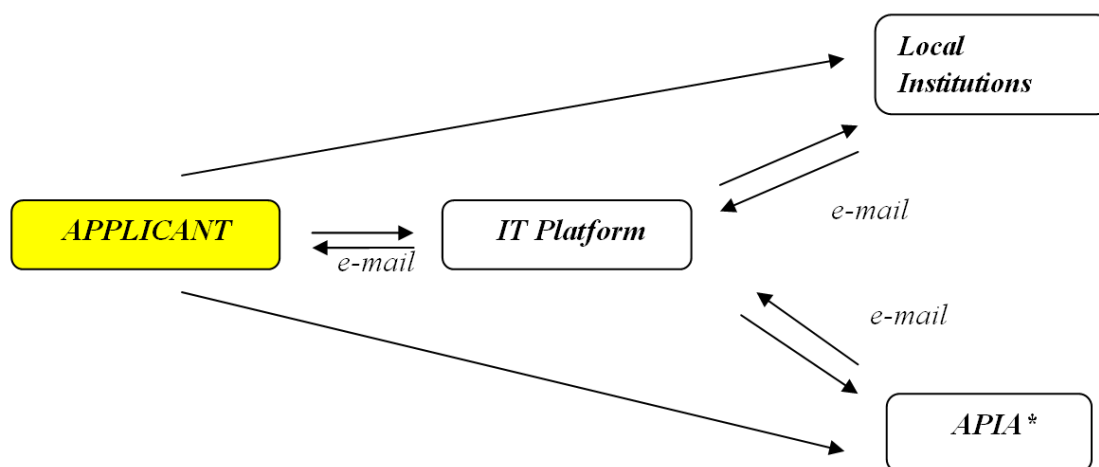 Local
Institutions
e-mail
APPLICANT
IT Platform
e-mail
e-mail
APIA*